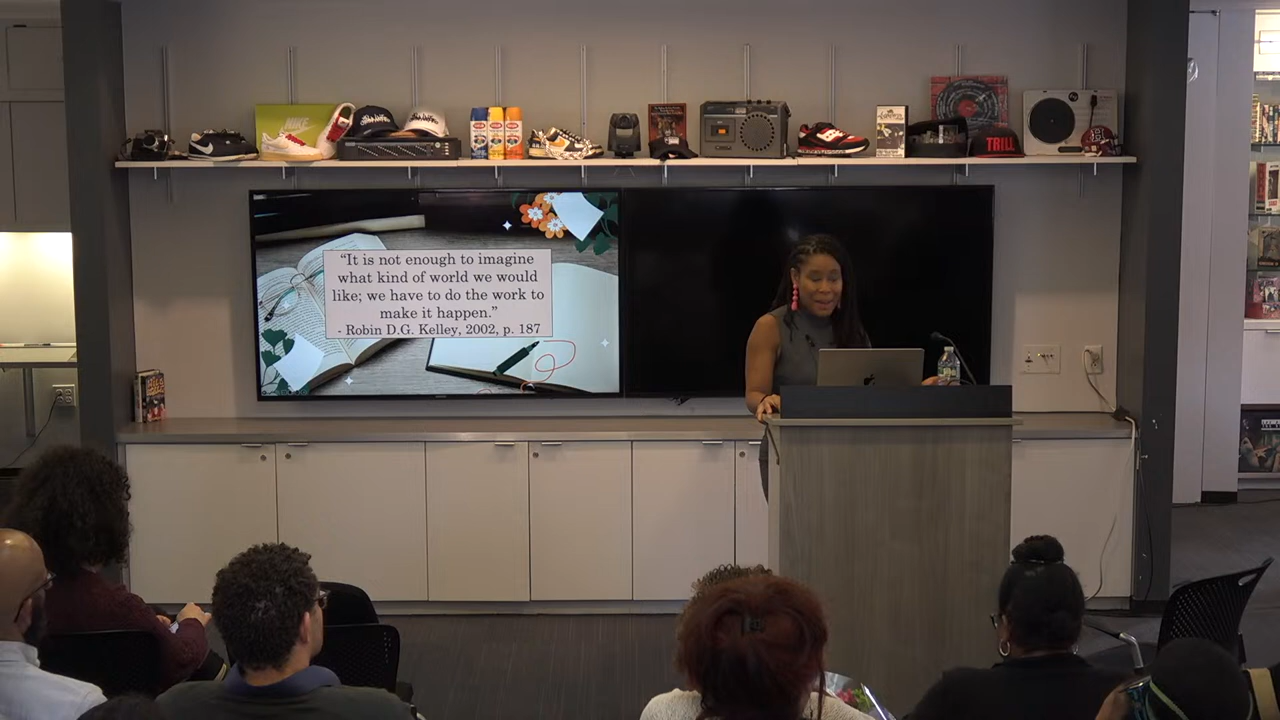 NIKE
TRILL
“It is not enough to imagine
what kind of world we would
like; we have to do the work to
make it happen.”
- Robin D.G. Kelley, 2002, p. 187